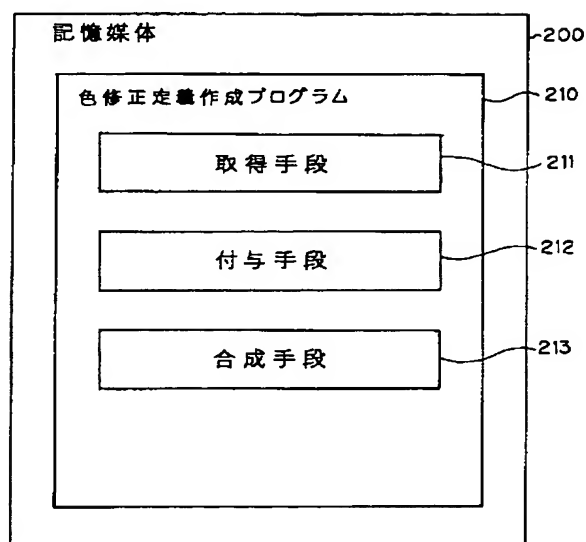 記憶媒体
200
色修正定義作成プログラム
210
取得手段
211
付与手段
212
合成手段
213